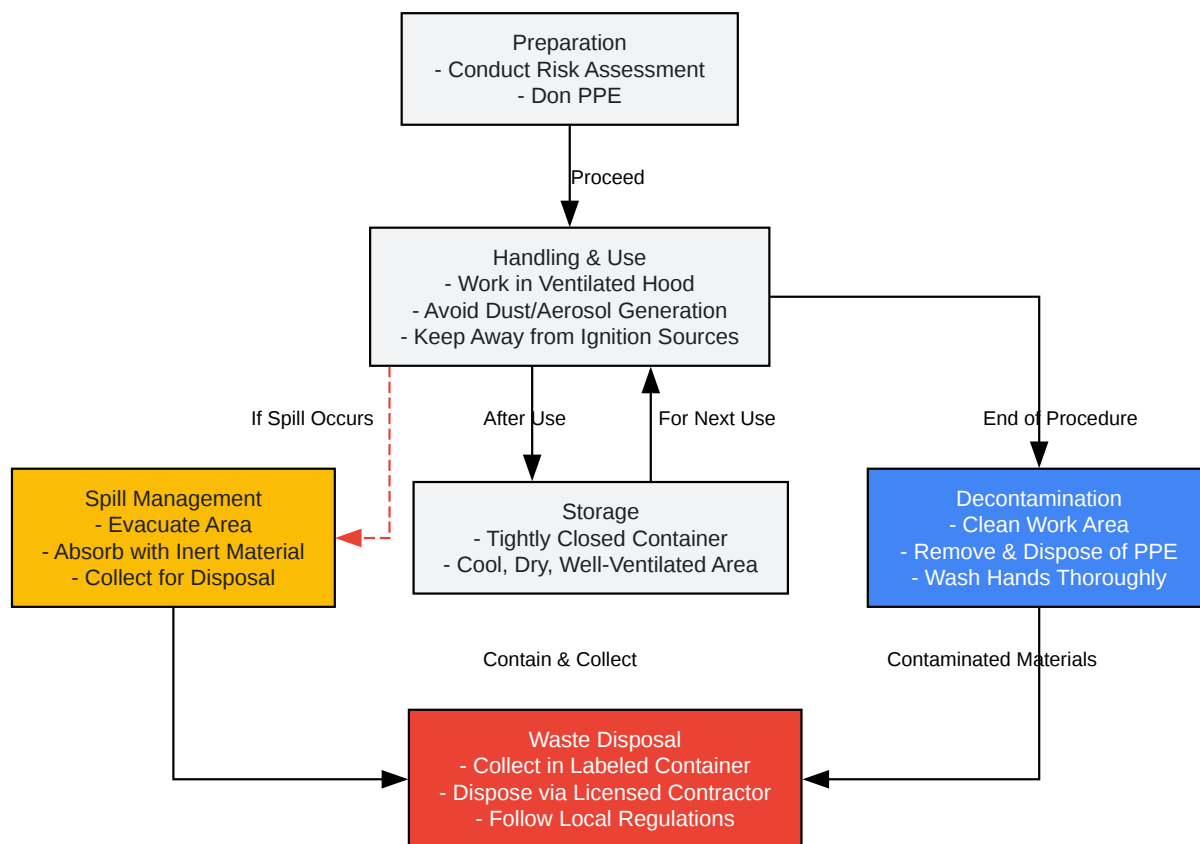 Preparation
- Conduct Risk Assessment
- Don PPE
Proceed
Handling & Use
- Work in Ventilated Hood
- Avoid Dust/Aerosol Generation
- Keep Away from Ignition Sources
If Spill Occurs
After Use
For Next Use
End of Procedure
Spill Management
- Evacuate Area
- Absorb with Inert Material
- Collect for Disposal
Storage
- Tightly Closed Container
- Cool, Dry, Well-Ventilated Area
Decontamination
- Clean Work Area
- Remove & Dispose of PPE
- Wash Hands Thoroughly
Contain & Collect
Contaminated Materials
Waste Disposal
- Collect in Labeled Container
- Dispose via Licensed Contractor
- Follow Local Regulations